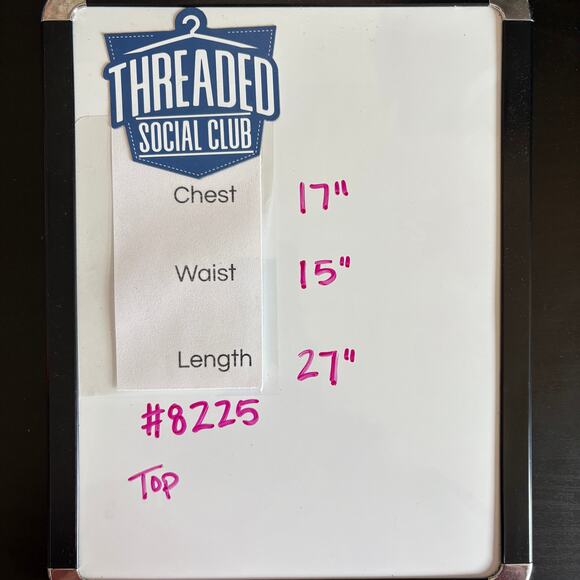 THREADED
SOCIAL CLUB
Chest 17"
Waist 15"
Length 27"
#8225
TOP